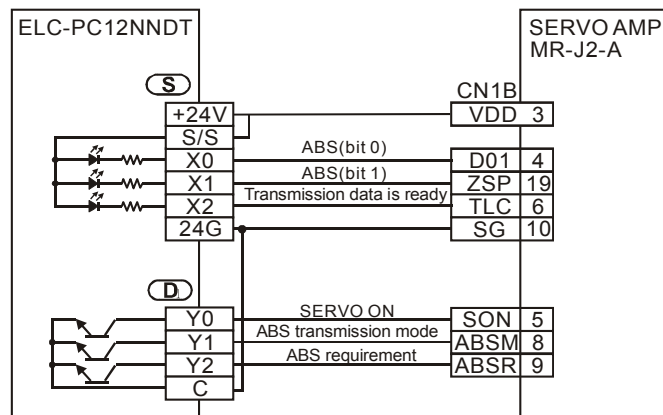 ELC-PC12NNDT
SERVO AMP
MR-J2-A
S
CN1B
+24V
VDD 3
S/S
X0 ABS(bit 0) D01 4
X1 ABS(bit 1) ZSP 19
X2 Transmission data is ready TLC 6
24G SG 10
D
Y0 SERVO ON SON 5
Y1 ABS transmission mode ABSM 8
Y2 ABS requirement ABSR 9
C